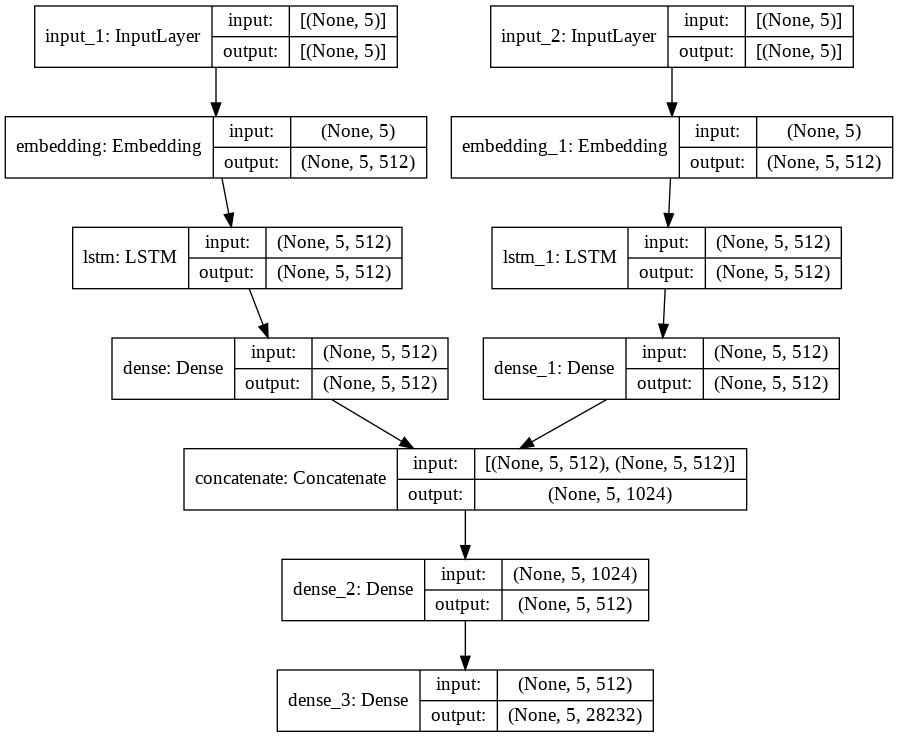 input_1: InputLayer
input: [(None, 5)]
output: [(None, 5)]
input_2: InputLayer
input: [(None, 5)]
output: [(None, 5)]
embedding: Embedding
input: (None, 5)
output: (None, 5, 512)
embedding_1: Embedding
input: (None, 5)
output: (None, 5, 512)
lstm: LSTM
input: (None, 5, 512)
output: (None, 5, 512)
lstm_1: LSTM
input: (None, 5, 512)
output: (None, 5, 512)
dense: Dense
input: (None, 5, 512)
output: (None, 5, 512)
dense_1: Dense
input: (None, 5, 512)
output: (None, 5, 512)
concatenate: Concatenate
input: [(None, 5, 512), (None, 5, 512)]
output: (None, 5, 1024)
dense_2: Dense
input: (None, 5, 1024)
output: (None, 5, 512)
dense_3: Dense
input: (None, 5, 512)
output: (None, 5, 28232)